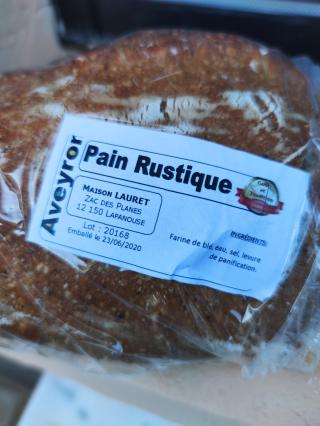 Aveyron
Pain Rustique
MAISON LAURET
ZAC DES PLANES
12 150 LAPANOUSE
Lot : 20168
Emballé le 23/06/2020
INGRÉDIENTS
Farine de blé, eau, sel, levure
de panification.